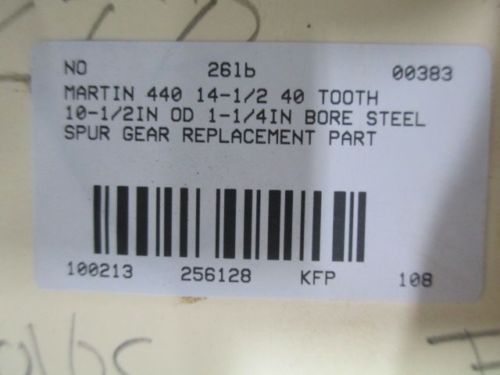 NO 26lb 00383
MARTIN 440 14-1/2 40 TOOTH
10-1/2IN OD 1-1/4IN BORE STEEL
SPUR GEAR REPLACEMENT PART
100213 256128 KFP 108